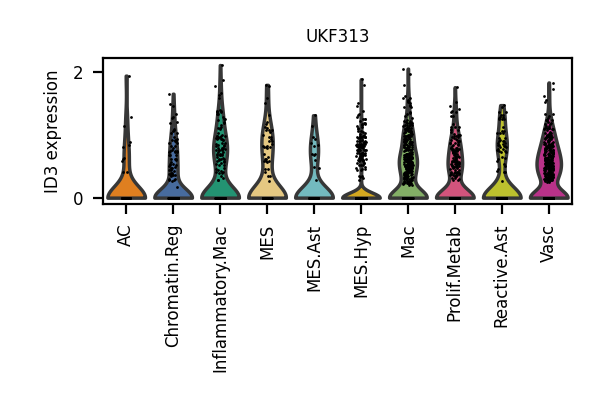 UKF313
ID3 expression
2
0
AC
Chromatin.Reg
Inflammatory.Mac
MES
MES.Ast
MES.Hyp
Mac
Prolif.Metab
Reactive.Ast
Vasc